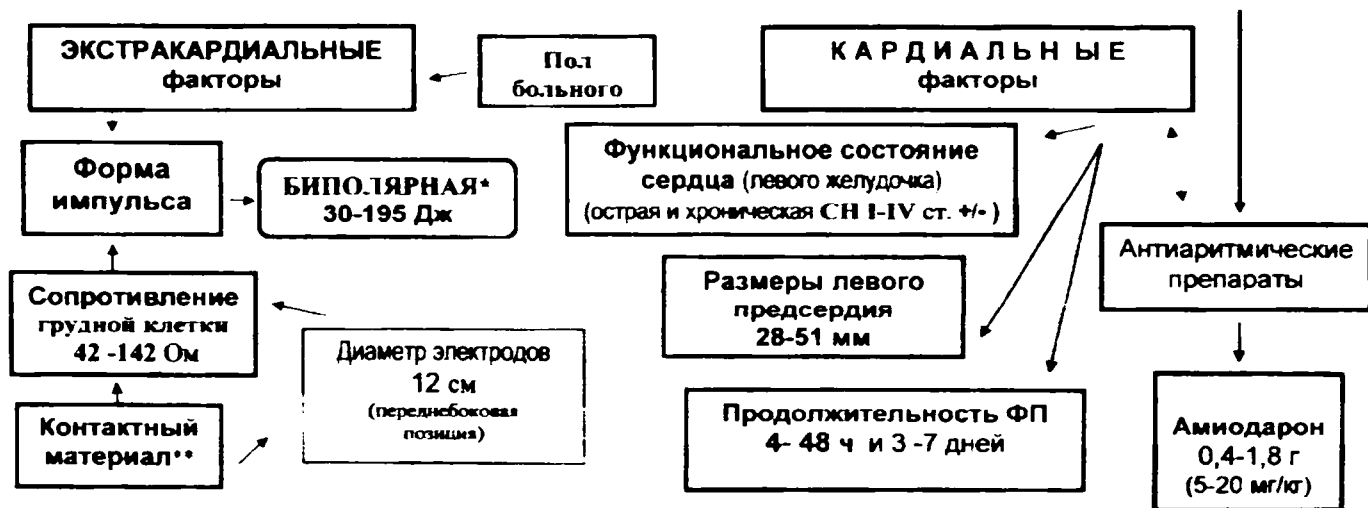 ЭКСТРАКАРДИАЛЬНЫЕ
факторы
Пол
больного
К А Р Д И А Л Ь Н Ы Е
факторы
Форма
импульса
БИПОЛЯРНАЯ*
30-195 Дж
Функциональное состояние
сердца (левого желудочка)
(острая и хроническая СН I-IV ст. +/- )
Антиаритмические
препараты
Сопротивление
грудной клетки
42 -142 Ом
Размеры левого
предсердия
28-51 мм
Диаметр электродов
12 см
(переднебоковая
позиция)
Контактный
материал**
Продолжительность ФП
4- 48 ч и 3 -7 дней
Амиодарон
0,4-1,8 г
(5-20 мг/кг)